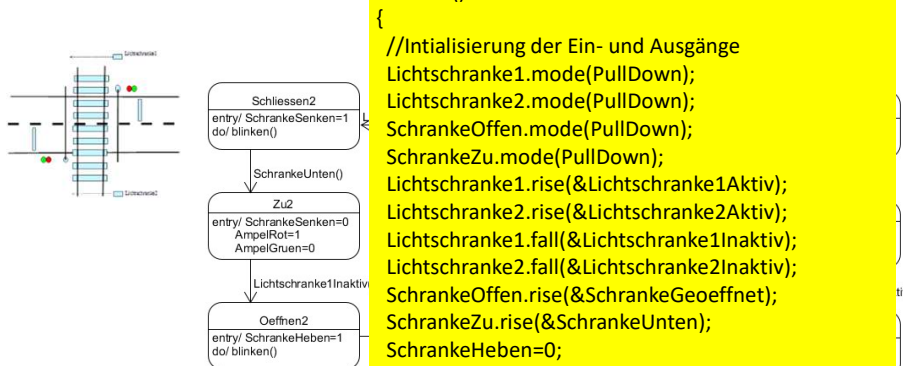 Lichtschranke1
Lichtschranke2
Schliessen2
entry/ SchrankeSenken=1
do/ blinken()
SchrankeUnten()
Zu2
entry/ SchrankeSenken=0
AmpelRot=1
AmpelGruen=0
Lichtschranke1Inaktiv
Oeffnen2
entry/ SchrankeHeben=1
do/ blinken()
{
//Intialisierung der Ein- und Ausgänge
Lichtschranke1.mode(PullDown);
Lichtschranke2.mode(PullDown);
SchrankeOffen.mode(PullDown);
SchrankeZu.mode(PullDown);
Lichtschranke1.rise(&Lichtschranke1Aktiv);
Lichtschranke2.rise(&Lichtschranke2Aktiv);
Lichtschranke1.fall(&Lichtschranke1Inaktiv);
Lichtschranke2.fall(&Lichtschranke2Inaktiv);
SchrankeOffen.rise(&SchrankeGeoeffnet);
SchrankeZu.rise(&SchrankeUnten);
SchrankeHeben=0;